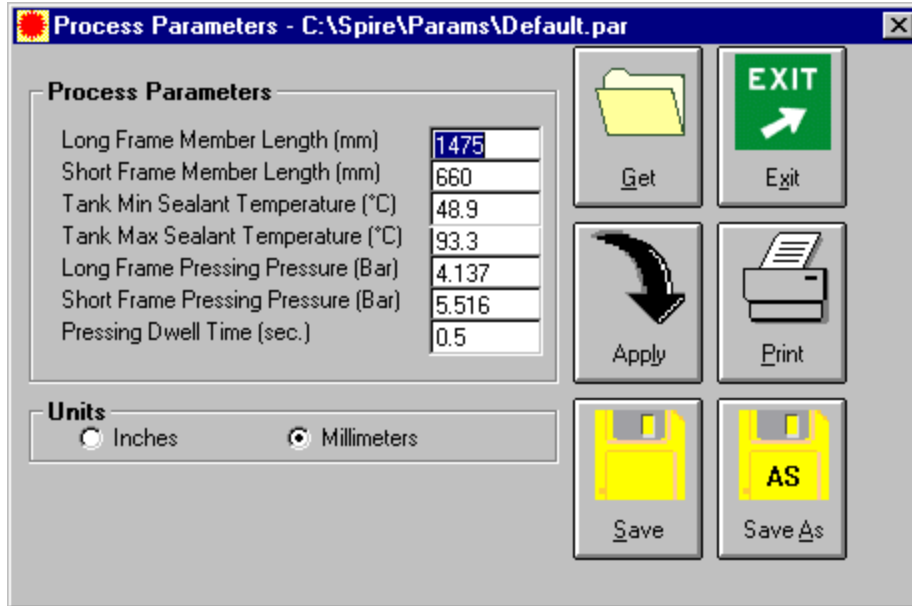 Process Parameters - C:\Spire\Params\Default.par
Process Parameters
Long Frame Member Length (mm) 1475
Short Frame Member Length (mm) 660
Tank Min Sealant Temperature (°C) 48.9
Tank Max Sealant Temperature (°C) 93.3
Long Frame Pressing Pressure (Bar) 4.137
Short Frame Pressing Pressure (Bar) 5.516
Pressing Dwell Time (sec.) 0.5
Units
Inches Millimeters
Get
EXIT
Exit
Apply
Print
Save
AS
Save As